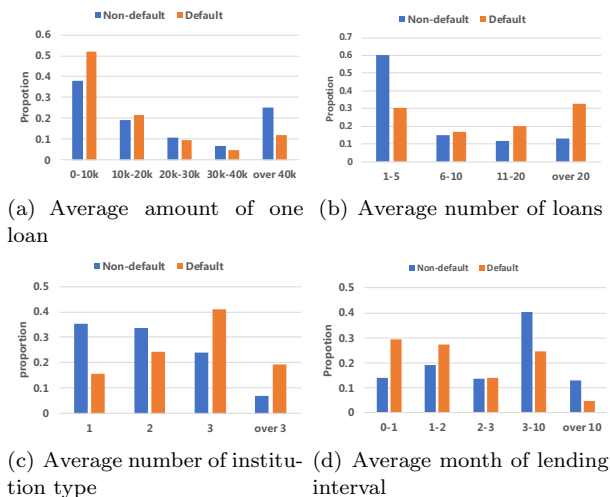 Non-default Default
0.6
0.5
0.4
0.3
0.2
0.1
0
Propotion
0-10k 10k-20k 20k-30k 30k-40k over 40k
(a) Average amount of one
loan
Non-default Default
0.7
0.6
0.5
0.4
0.3
0.2
0.1
0
Propotion
1-5 6-10 11-20 over 20
(b) Average number of loans
Non-default Default
0.5
0.4
0.3
0.2
0.1
0
proportion
1 2 3 over 3
(c) Average number of institu-
tion type
Non-default Default
0.5
0.4
0.3
0.2
0.1
0
Propotion
0-1 1-2 2-3 3-10 over 10
(d) Average month of lending
interval